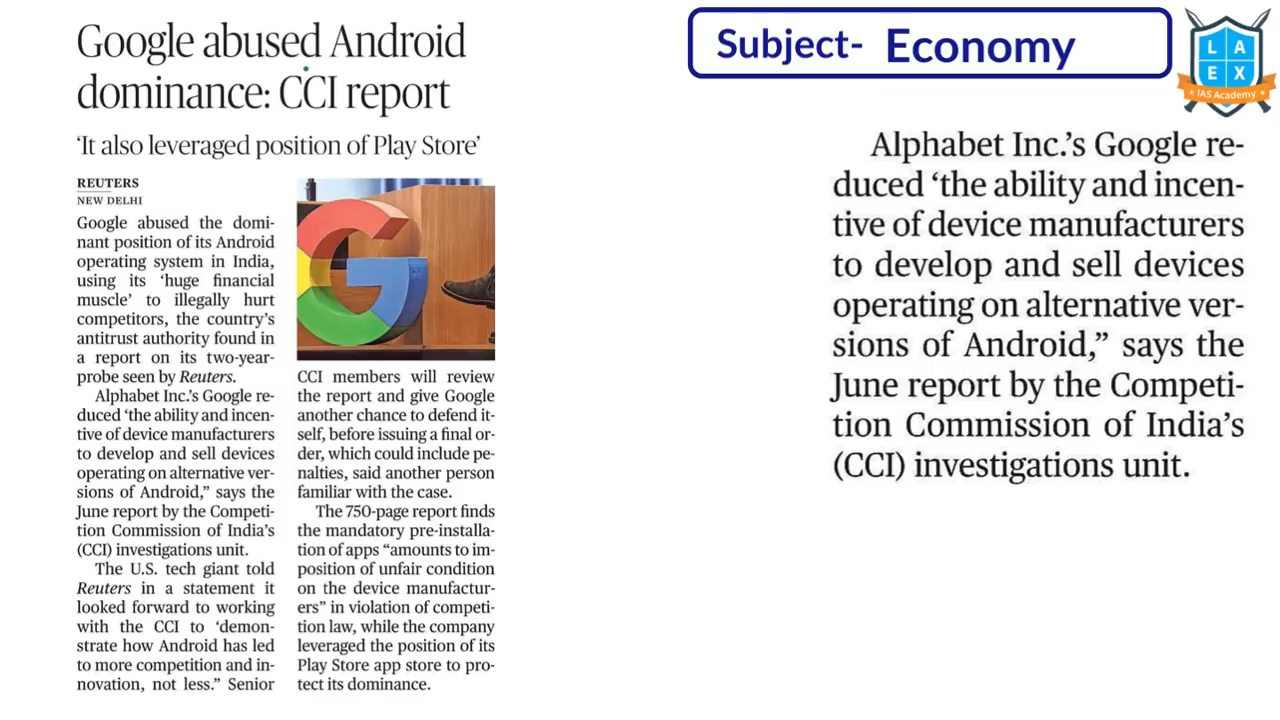 Google abused Android
dominance: CCI report
‘It also leveraged position of Play Store’
REUTERS
NEW DELHI
Google abused the domi-
nant position of its Android
operating system in India,
using its ‘huge financial
muscle’ to illegally hurt
competitors, the country’s
antitrust authority found in
a report on its two-year-
probe seen by Reuters.
Alphabet Inc.’s Google re-
duced ‘the ability and incen-
tive of device manufacturers
to develop and sell devices
operating on alternative ver-
sions of Android,” says the
June report by the Competi-
tion Commission of India’s
(CCI) investigations unit.
The U.S. tech giant told
Reuters in a statement it
looked forward to working
with the CCI to ‘demon-
strate how Android has led
to more competition and in-
novation, not less.” Senior
CCI members will review
the report and give Google
another chance to defend it-
self, before issuing a final or-
der, which could include pe-
nalties, said another person
familiar with the case.
The 750-page report finds
the mandatory pre-installa-
tion of apps “amounts to im-
position of unfair condition
on the device manufactur-
ers” in violation of competi-
tion law, while the company
leveraged the position of its
Play Store app store to pro-
tect its dominance.
Subject- Economy
L A
E X
IAS Academy
Alphabet Inc.’s Google re-
duced ‘the ability and incen-
tive of device manufacturers
to develop and sell devices
operating on alternative ver-
sions of Android,” says the
June report by the Competi-
tion Commission of India’s
(CCI) investigations unit.